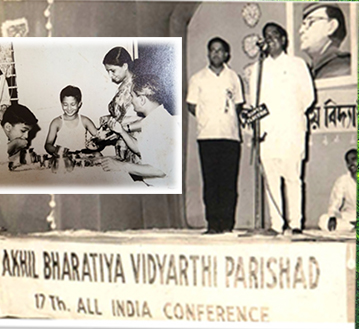 য় বিদ্যা
AKHIL BHARATIYA VIDYARTHI PARISHAD
17 Th. ALL INDIA CONFERENCE